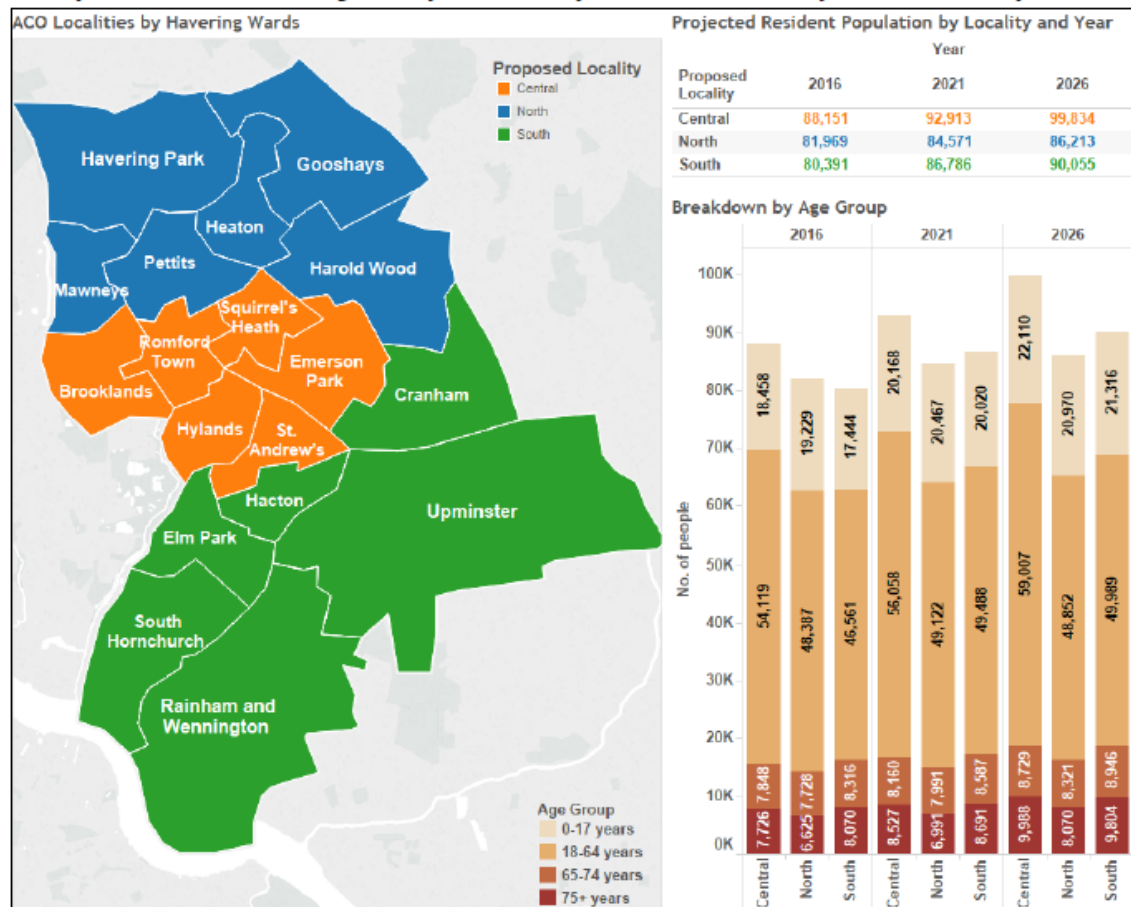 ACO Localities by Havering Wards
Proposed Locality
Central
North
South
Havering Park
Gooshays
Heaton
Pettits
Harold Wood
Mawneys
Squirrel's
Heath
Romford
Town
Emerson
Park
Brooklands
Cranham
Hylands
St.
Andrew's
Hacton
Upminster
Elm Park
South
Hornchurch
Rainham and
Wennington
Age Group
0-17 years
18-64 years
65-74 years
75+ years
Projected Resident Population by Locality and Year
Year
Proposed
Locality 2016 2021 2026
Central 88,151 92,913 99,834
North 81,969 84,571 86,213
South 80,391 86,786 90,055
Breakdown by Age Group
2016 2021 2026
No. of people
100K
90K
80K
70K
60K
50K
40K
30K
20K
10K
0K
18,458 19,229 17,444 20,168 20,467 20,020 22,110 20,970 21,316
54,119 48,387 46,561 56,058 49,122 49,488 59,007 48,852 49,989
7,848 7,728 8,316 8,160 7,991 8,587 8,729 8,321 8,946
7,726 6,625 8,070 8,527 6,991 8,691 9,988 8,070 9,804
Central North South Central North South Central North South